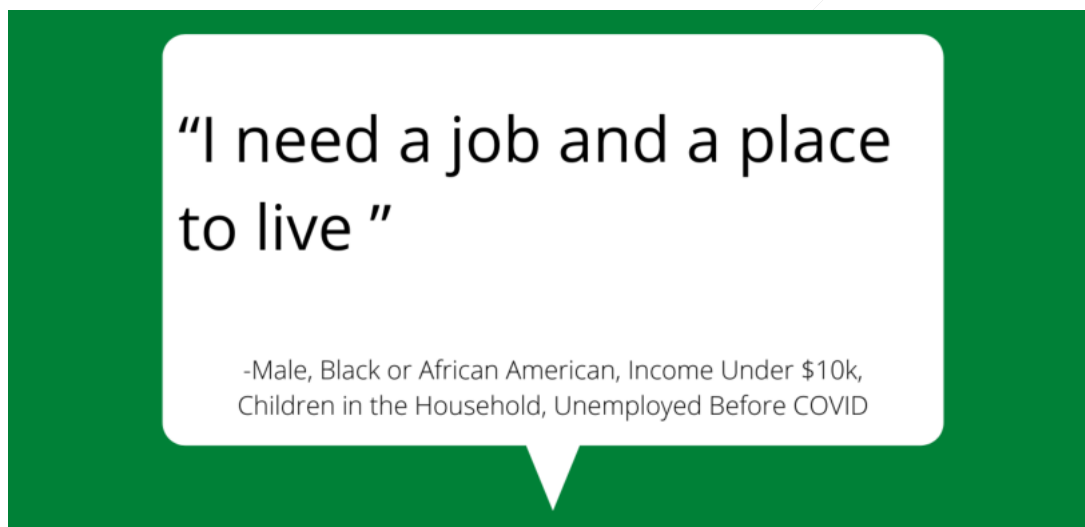 “I need a job and a place
to live ”
-Male, Black or African American, Income Under $10k,
Children in the Household, Unemployed Before COVID